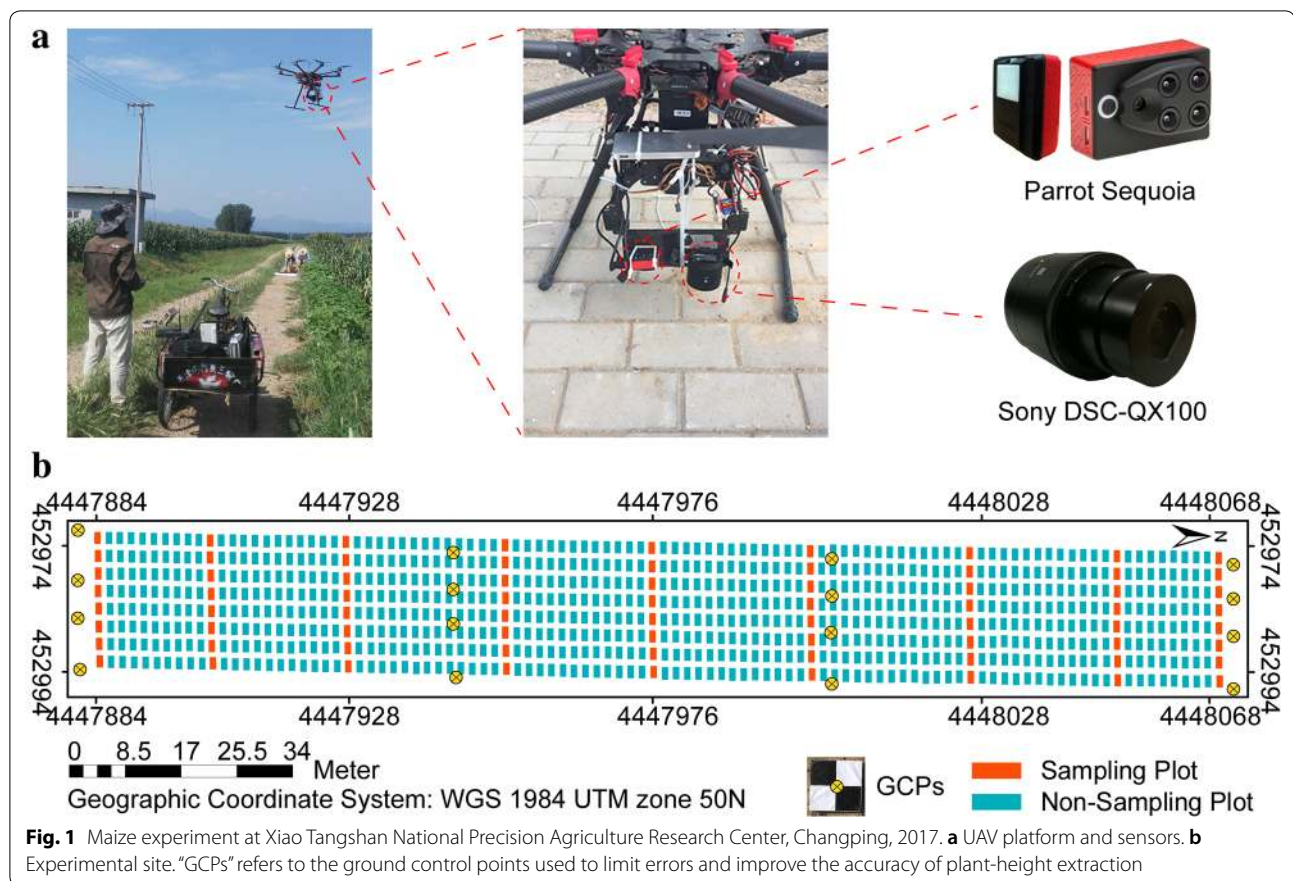 a
Parrot Sequoia
Sony DSC-QX100
b
4447884 4447928 4447976 4448028 4448068
452974 452974
N
452994 452994
4447884 4447928 4447976 4448028 4448068
0 8.5 17 25.5 34
Meter
GCPs
Sampling Plot
Non-Sampling Plot
Geographic Coordinate System: WGS 1984 UTM zone 50N
Fig. 1 Maize experiment at Xiao Tangshan National Precision Agriculture Research Center, Changping, 2017. a UAV platform and sensors. b
Experimental site. “GCPs” refers to the ground control points used to limit errors and improve the accuracy of plant-height extraction